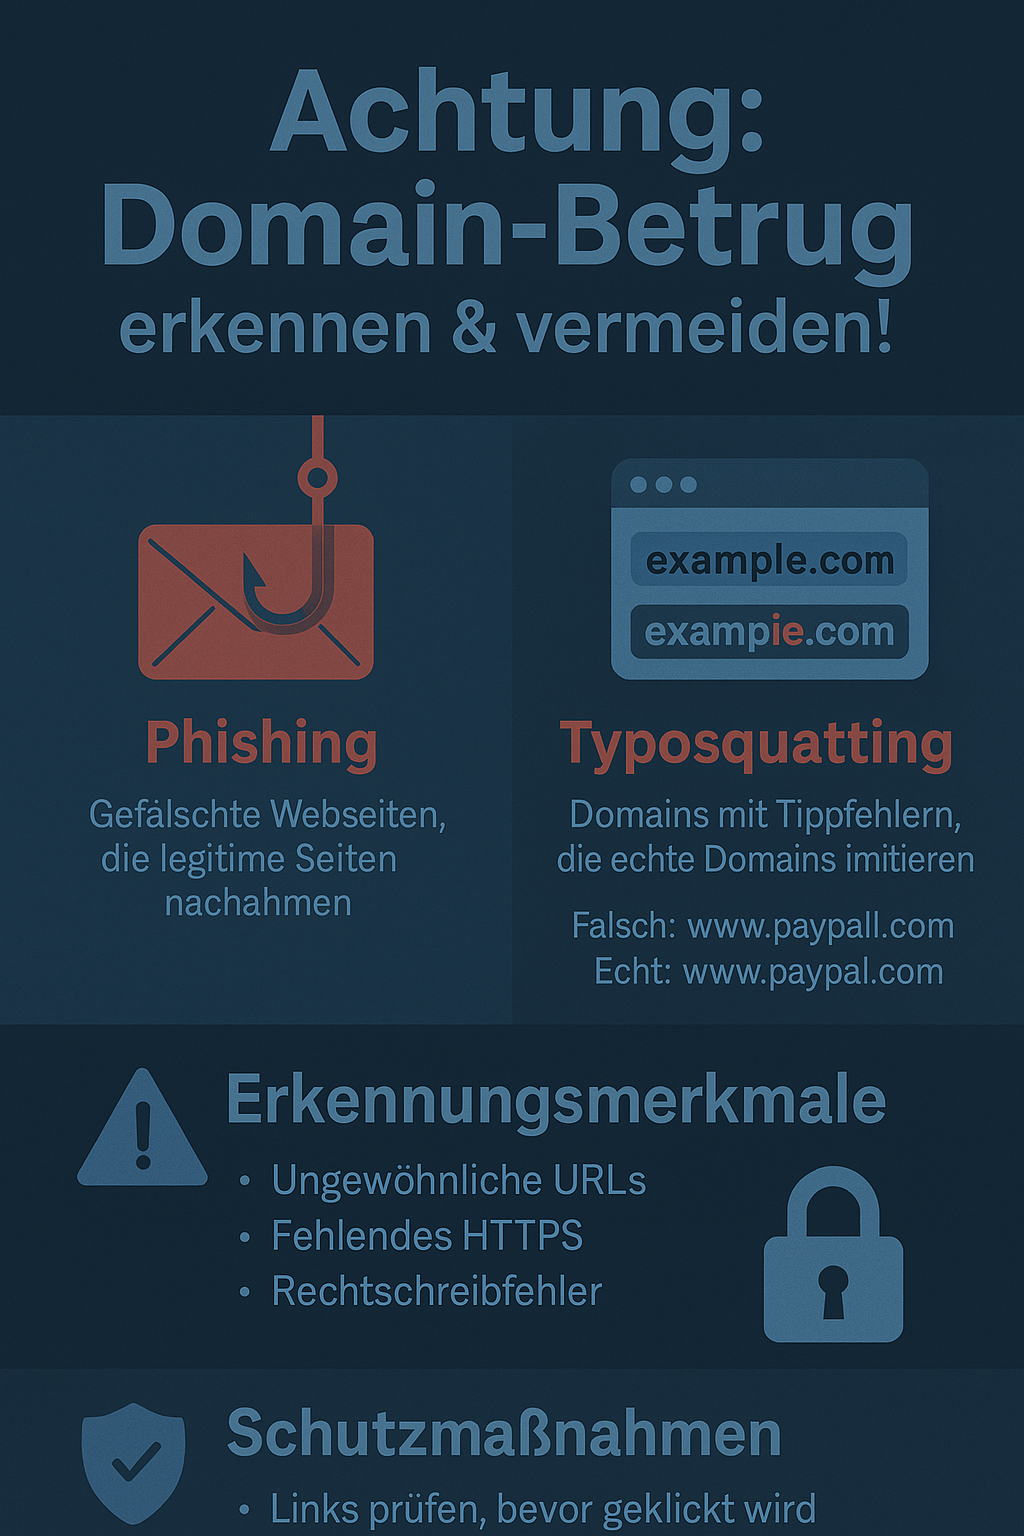 Achtung:
Domain-Betrug
erkennen & vermeiden!
example.com
exampie.com
Phishing
Gefälschte Webseiten,
die legitime Seiten
nachahmen
Typosquatting
Domains mit Tippfehlern,
die echte Domains imitieren
Falsch: www.paypall.com
Echt: www.paypal.com
Erkennungsmerkmale
• Ungewöhnliche URLs
• Fehlendes HTTPS
• Rechtschreibfehler
Schutzmaßnahmen
• Links prüfen, bevor geklickt wird